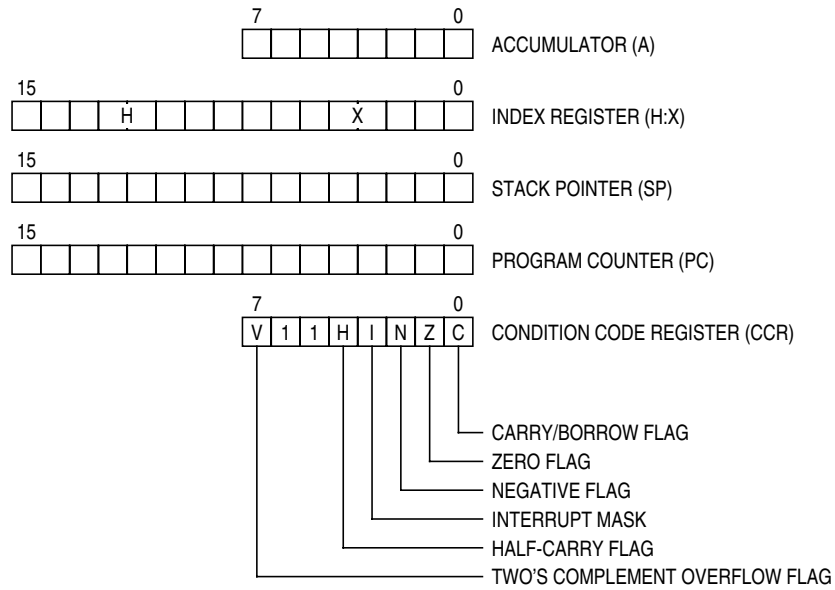 7 0
ACCUMULATOR (A)
15 0
H X
INDEX REGISTER (H:X)
15 0
STACK POINTER (SP)
15 0
PROGRAM COUNTER (PC)
7 0
V 1 1 H I N Z C
CONDITION CODE REGISTER (CCR)
CARRY/BORROW FLAG
ZERO FLAG
NEGATIVE FLAG
INTERRUPT MASK
HALF-CARRY FLAG
TWO'S COMPLEMENT OVERFLOW FLAG